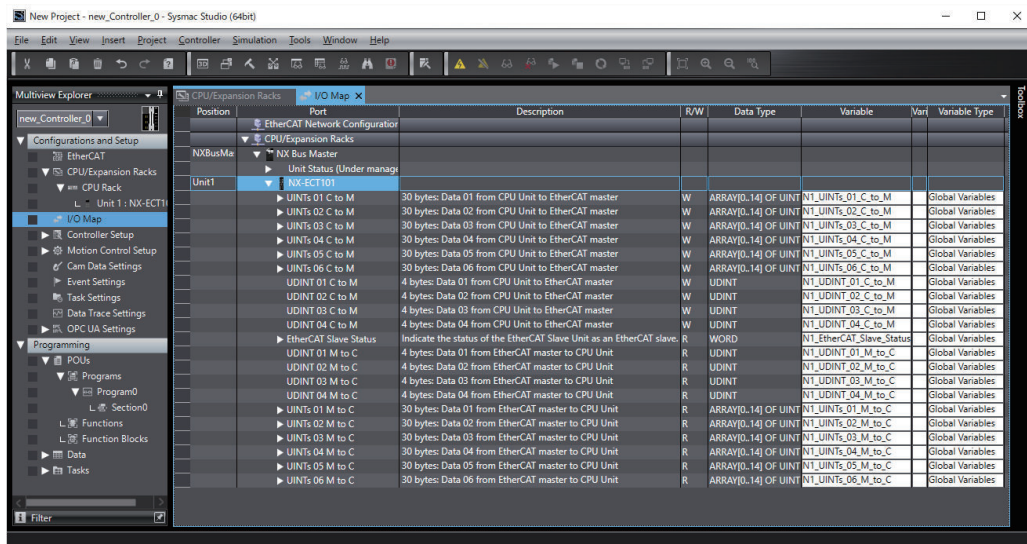 New Project - new_Controller_0 - Sysmac Studio (64bit)
File Edit View Insert Project Controller Simulation Tools Window Help
Multiview Explorer
new_Controller_0
Configurations and Setup
EtherCAT
CPU/Expansion Racks
CPU Rack
Unit 1 : NX-ECT1
I/O Map
Controller Setup
Motion Control Setup
Cam Data Settings
Event Settings
Task Settings
Data Trace Settings
OPC UA Settings
Programming
POUs
Programs
Program0
Section0
Functions
Function Blocks
Data
Tasks
Filter
CPU/Expansion Racks I/O Map X
Toolbox
Position Port Description R/W Data Type Variable Vari Variable Type
EtherCAT Network Configuration
CPU/Expansion Racks
NXBusMa NX Bus Master
Unit Status (Under manage
Unit1 NX-ECT101
UINTs 01 C to M 30 bytes: Data 01 from CPU Unit to EtherCAT master W ARRAY[0..14] OF UINT N1_UINTs_01_C_to_M Global Variables
UINTs 02 C to M 30 bytes: Data 02 from CPU Unit to EtherCAT master W ARRAY[0..14] OF UINT N1_UINTs_02_C_to_M Global Variables
UINTs 03 C to M 30 bytes: Data 03 from CPU Unit to EtherCAT master W ARRAY[0..14] OF UINT N1_UINTs_03_C_to_M Global Variables
UINTs 04 C to M 30 bytes: Data 04 from CPU Unit to EtherCAT master W ARRAY[0..14] OF UINT N1_UINTs_04_C_to_M Global Variables
UINTs 05 C to M 30 bytes: Data 05 from CPU Unit to EtherCAT master W ARRAY[0..14] OF UINT N1_UINTs_05_C_to_M Global Variables
UINTs 06 C to M 30 bytes: Data 06 from CPU Unit to EtherCAT master W ARRAY[0..14] OF UINT N1_UINTs_06_C_to_M Global Variables
UDINT 01 C to M 4 bytes: Data 01 from CPU Unit to EtherCAT master W UDINT N1_UDINT_01_C_to_M Global Variables
UDINT 02 C to M 4 bytes: Data 02 from CPU Unit to EtherCAT master W UDINT N1_UDINT_02_C_to_M Global Variables
UDINT 03 C to M 4 bytes: Data 03 from CPU Unit to EtherCAT master W UDINT N1_UDINT_03_C_to_M Global Variables
UDINT 04 C to M 4 bytes: Data 04 from CPU Unit to EtherCAT master W UDINT N1_UDINT_04_C_to_M Global Variables
EtherCAT Slave Status Indicate the status of the EtherCAT Slave Unit as an EtherCAT slave. R WORD N1_EtherCAT_Slave_Status Global Variables
UDINT 01 M to C 4 bytes: Data 01 from EtherCAT master to CPU Unit R UDINT N1_UDINT_01_M_to_C Global Variables
UDINT 02 M to C 4 bytes: Data 02 from EtherCAT master to CPU Unit R UDINT N1_UDINT_02_M_to_C Global Variables
UDINT 03 M to C 4 bytes: Data 03 from EtherCAT master to CPU Unit R UDINT N1_UDINT_03_M_to_C Global Variables
UDINT 04 M to C 4 bytes: Data 04 from EtherCAT master to CPU Unit R UDINT N1_UDINT_04_M_to_C Global Variables
UINTs 01 M to C 30 bytes: Data 01 from EtherCAT master to CPU Unit R ARRAY[0..14] OF UINT N1_UINTs_01_M_to_C Global Variables
UINTs 02 M to C 30 bytes: Data 02 from EtherCAT master to CPU Unit R ARRAY[0..14] OF UINT N1_UINTs_02_M_to_C Global Variables
UINTs 03 M to C 30 bytes: Data 03 from EtherCAT master to CPU Unit R ARRAY[0..14] OF UINT N1_UINTs_03_M_to_C Global Variables
UINTs 04 M to C 30 bytes: Data 04 from EtherCAT master to CPU Unit R ARRAY[0..14] OF UINT N1_UINTs_04_M_to_C Global Variables
UINTs 05 M to C 30 bytes: Data 05 from EtherCAT master to CPU Unit R ARRAY[0..14] OF UINT N1_UINTs_05_M_to_C Global Variables
UINTs 06 M to C 30 bytes: Data 06 from EtherCAT master to CPU Unit R ARRAY[0..14] OF UINT N1_UINTs_06_M_to_C Global Variables